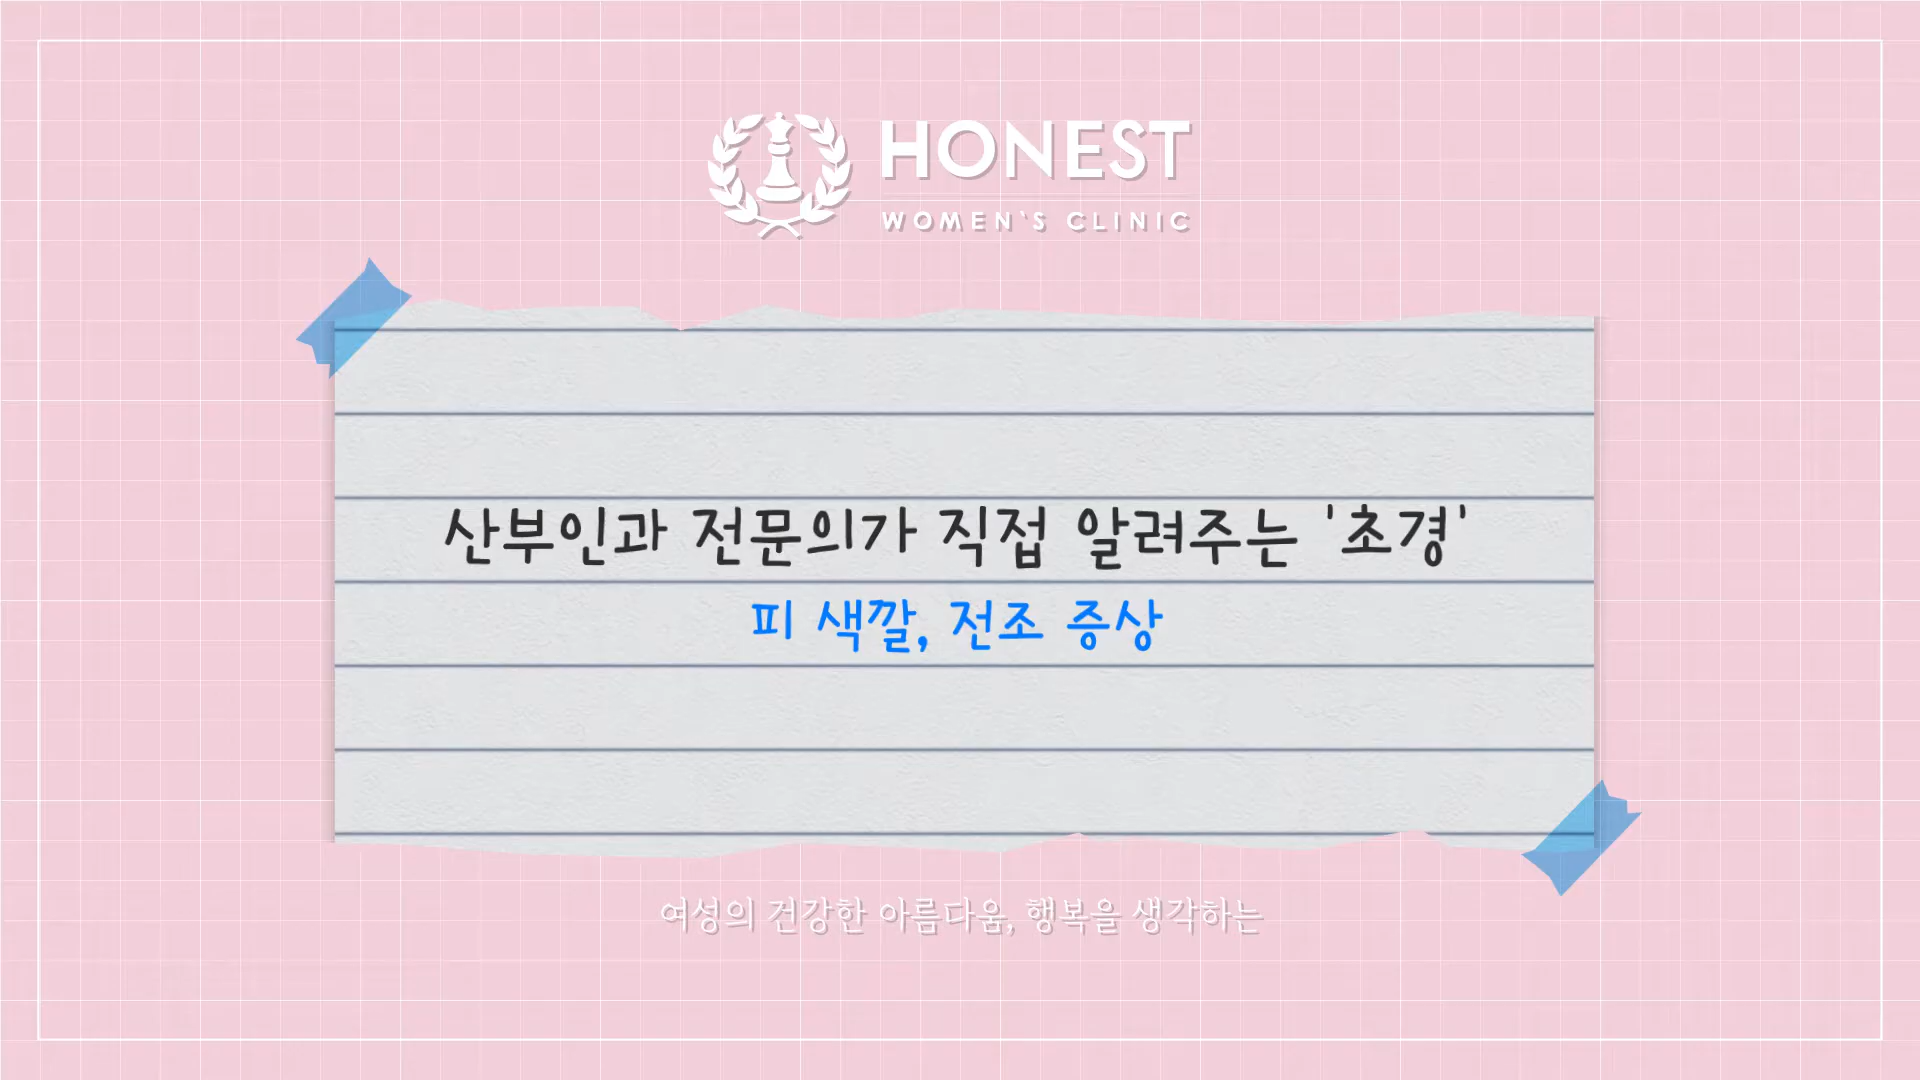 HONEST
WOMEN`S CLINIC
산부인과 전문의가 직접 알려주는 '초경'
피 색깔, 전조 증상
여성의 건강한 아름다움, 행복을 생각하는